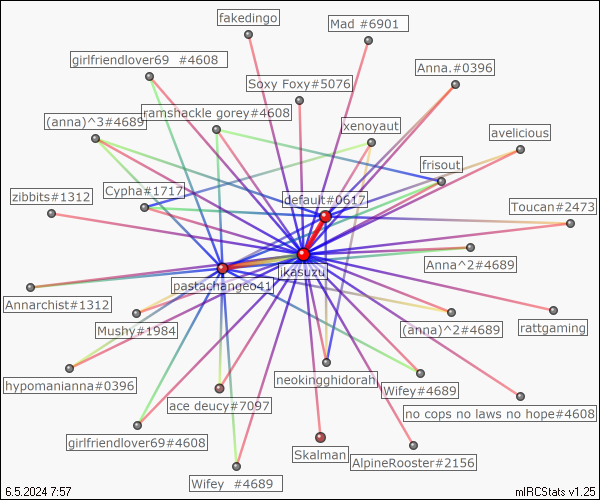 fakedingo
Mad #6901
girlfriendlover69 #4608
Anna.#0396
Soxy Foxy#5076
(anna)^3#4689
ramshackle gorey#4608
xenoyaut
avelicious
frisout
Cypha#1717
zibbits#1312
default#0617
Toucan#2473
Anna^2#4689
ikasuzu
pastachangeo41
Annarchist#1312
Mushy#1984
(anna)^2#4689
rattgaming
hypomanianna#0396
neokingghidorah
Wifey#4689
ace deucy#7097
no cops no laws no hope#4608
girlfriendlover69#4608
Skalman
AlpineRooster#2156
Wifey #4689
6.5.2024 7:57
mIRCStats v1.25